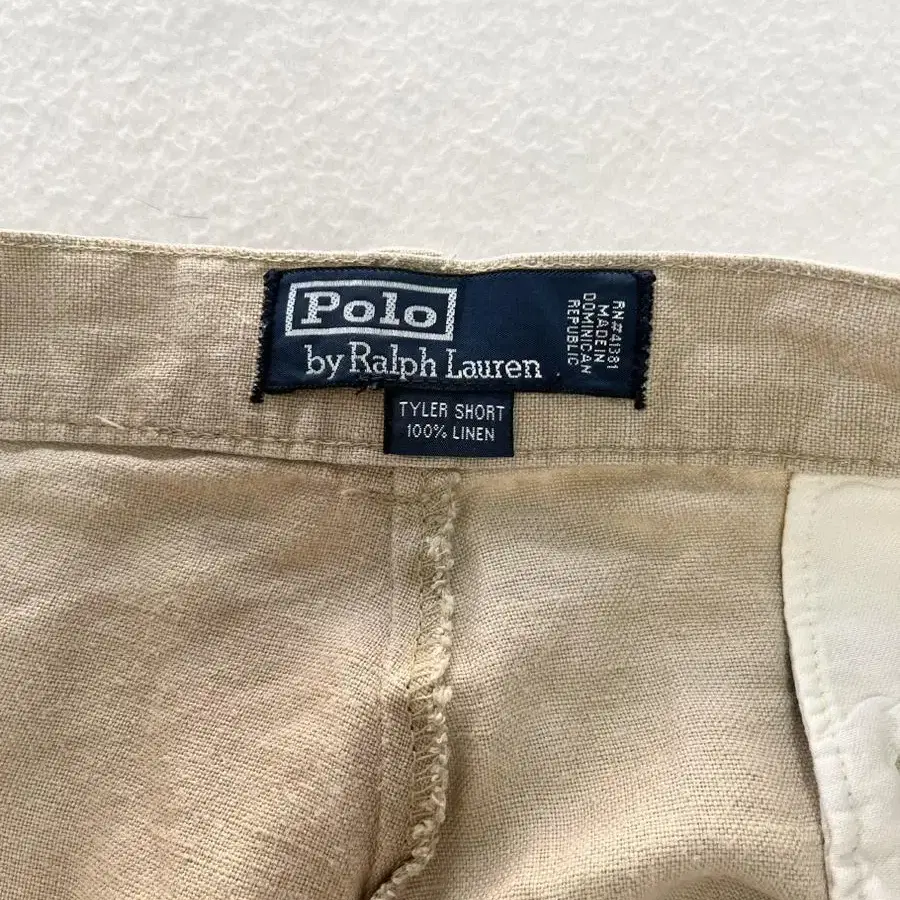 Polo
by Ralph Lauren
RN#41381
MADE IN
DOMINICAN
REPUBLIC
TYLER SHORT
100% LINEN